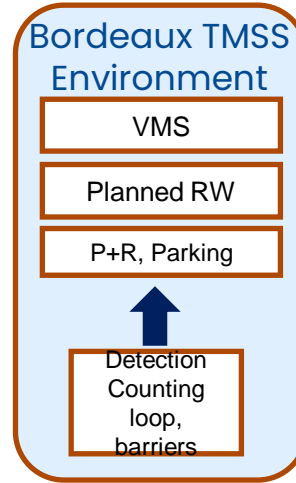 Bordeaux TMSS
Environment
VMS
Planned RW
P+R, Parking
Detection
Counting
loop,
barriers